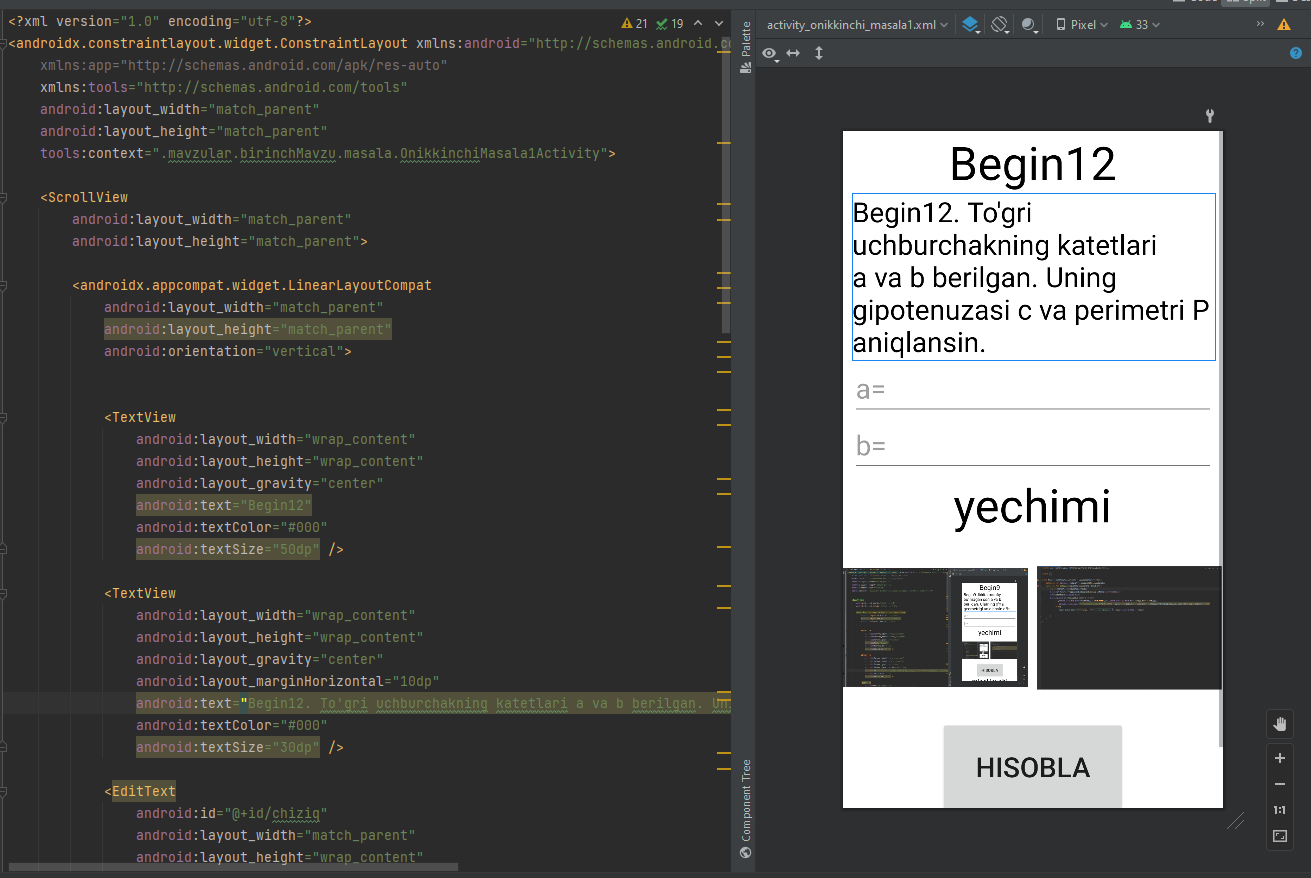 <?xml version="1.0" encoding="utf-8"?>
21 19
<androidx.constraintlayout.widget.ConstraintLayout xmlns:android="http://schemas.android.co
xmlns:app="http://schemas.android.com/apk/res-auto"
xmlns:tools="http://schemas.android.com/tools"
android:layout_width="match_parent"
android:layout_height="match_parent"
tools:context=".mavzular.birinchMavzu.masala.OnikkinchiMasala1Activity">
<ScrollView
android:layout_width="match_parent"
android:layout_height="match_parent">
<androidx.appcompat.widget.LinearLayoutCompat
android:layout_width="match_parent"
android:layout_height="match_parent"
android:orientation="vertical">
<TextView
android:layout_width="wrap_content"
android:layout_height="wrap_content"
android:layout_gravity="center"
android:text="Begin12"
android:textColor="#000"
android:textSize="50dp" />
<TextView
android:layout_width="wrap_content"
android:layout_height="wrap_content"
android:layout_gravity="center"
android:layout_marginHorizontal="10dp"
android:text="Begin12. To'gri uchburchakning katetlari a va b berilgan. Un
android:textColor="#000"
android:textSize="30dp" />
<EditText
android:id="@+id/chiziq"
android:layout_width="match_parent"
android:layout_height="wrap_content"
Palette
Component Tree
activity_onikkinchi_masala1.xml
Pixel
33
Begin12
Begin12. To'gri
uchburchakning katetlari
a va b berilgan. Uning
gipotenuzasi c va perimetri P
aniqlansin.
a=
b=
yechimi
Begin9
yechimi
HISOBLA
HISOBLA
1:1